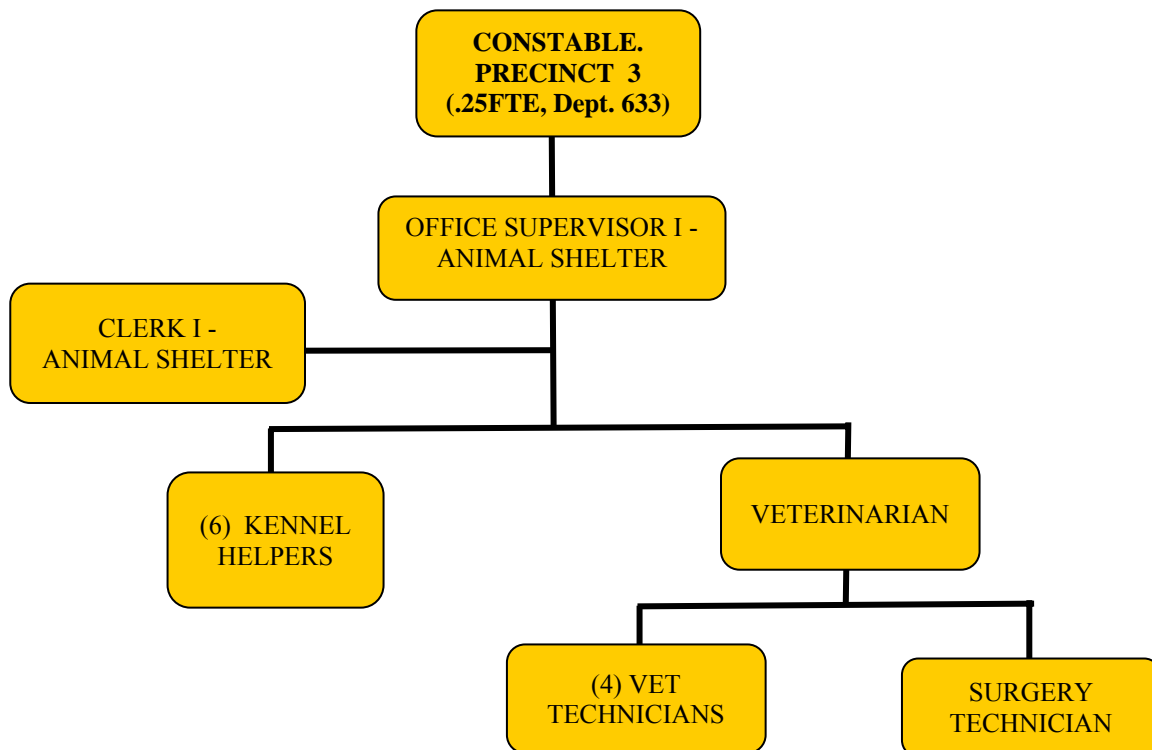 CONSTABLE.
PRECINCT 3
(.25FTE, Dept. 633)
OFFICE SUPERVISOR I -
ANIMAL SHELTER
CLERK I -
ANIMAL SHELTER
(6) KENNEL
HELPERS
VETERINARIAN
(4) VET
TECHNICIANS
SURGERY
TECHNICIAN